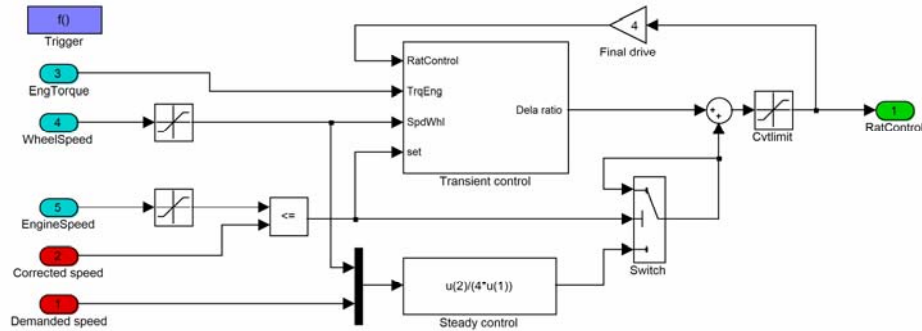 f()
Trigger
4
Final drive
RatControl
3
EngTorque
TrqEng
4
WheelSpeed
SpdWhl
Dela ratio
+
+
Cvtlimit
1
RatControl
set
Transient control
5
EngineSpeed
<=
2
Corrected speed
Switch
u(2)/(4*u(1))
1
Demanded speed
Steady control